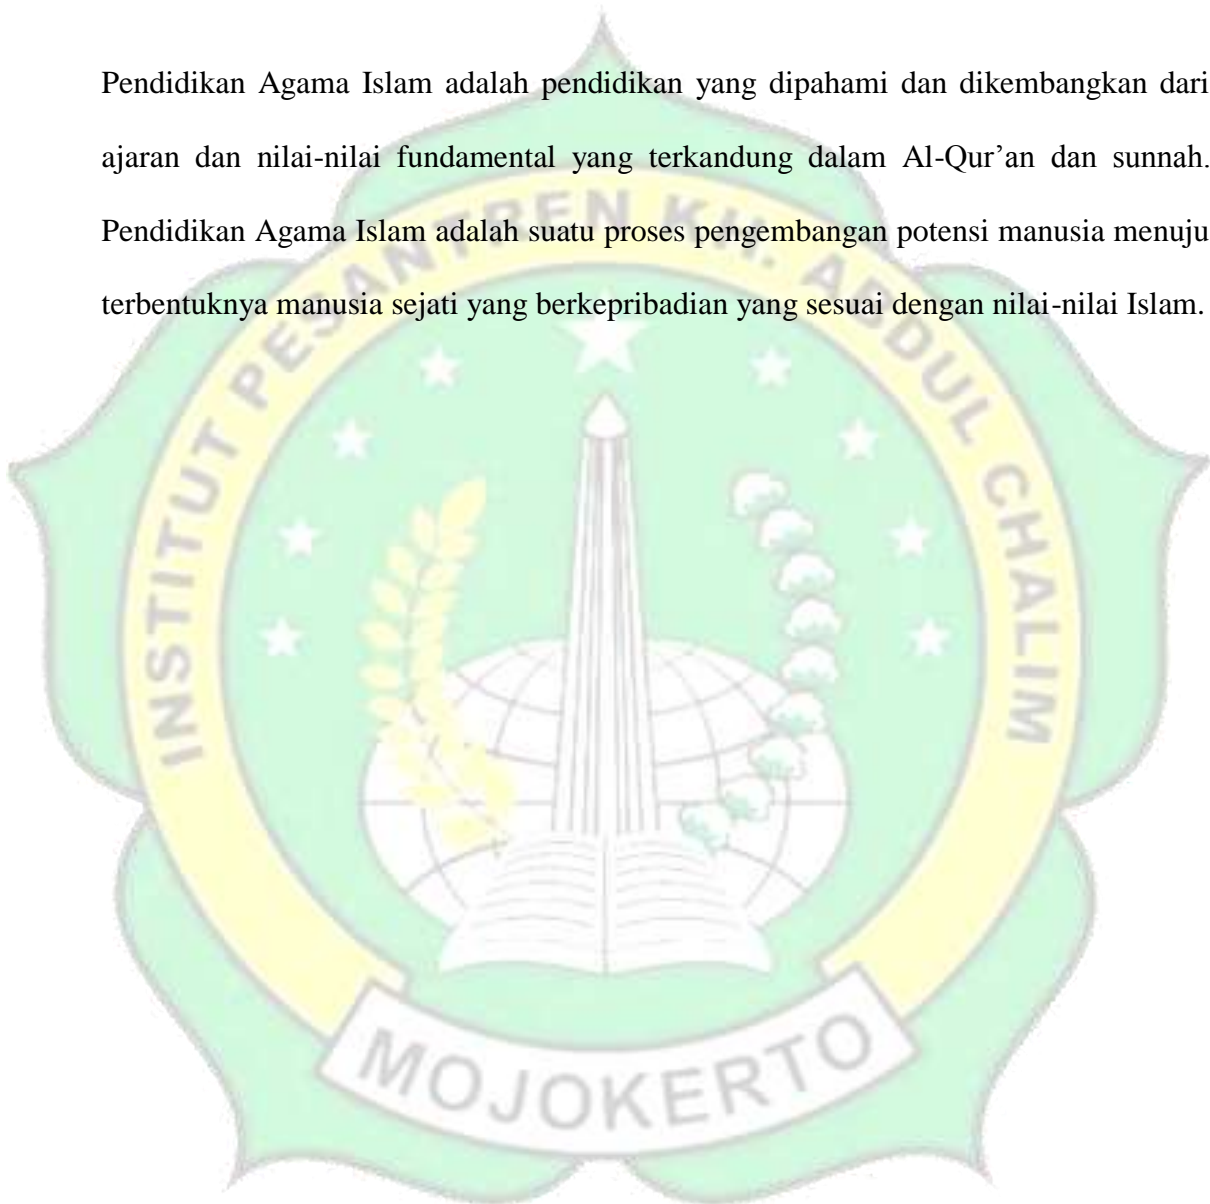 Pendidikan Agama Islam adalah pendidikan yang dipahami dan dikembangkan dari
ajaran dan nilai-nilai fundamental yang terkandung dalam Al-Qur’an dan sunnah.
Pendidikan Agama Islam adalah suatu proses pengembangan potensi manusia menuju
terbentuknya manusia sejati yang berkepribadian yang sesuai dengan nilai-nilai Islam.
INSTITUT PESANTREN KH. ABDUL CHALIM
MOJOKERTO